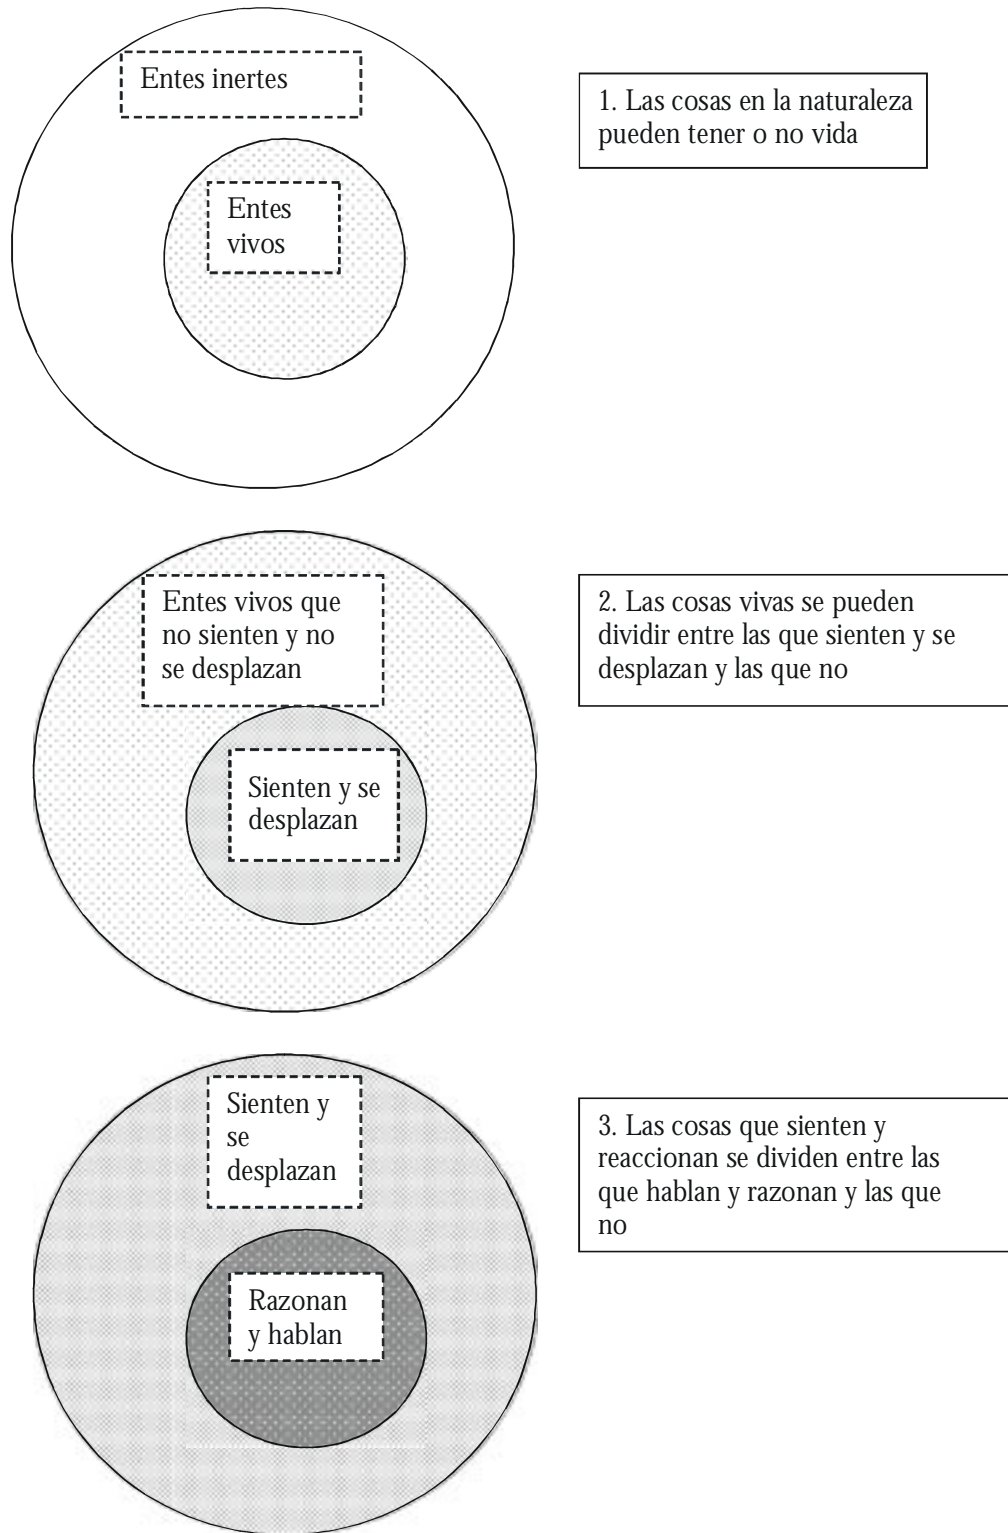 Entes inertes
Entes
vivos
1. Las cosas en la naturaleza
pueden tener o no vida
Entes vivos que
no sienten y no
se desplazan
Sienten y se
desplazan
2. Las cosas vivas se pueden
dividir entre las que sienten y se
desplazan y las que no
Sienten y
se
desplazan
Razonan
y hablan
3. Las cosas que sienten y
reaccionan se dividen entre las
que hablan y razonan y las que
no